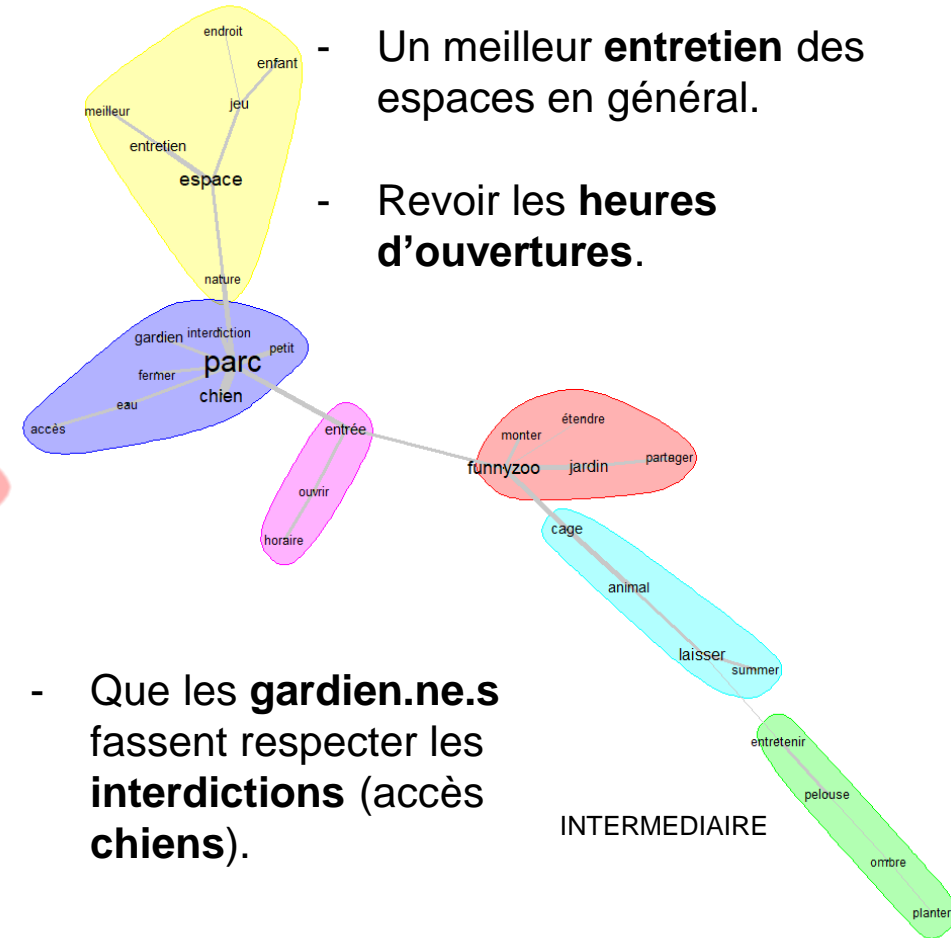 endroit
enfant
jeu
meilleur
entretien
espace
nature
- Un meilleur entretien des
espaces en général.
- Revoir les heures
d’ouvertures.
gardien
interdiction
petit
parc
fermer
chien
eau
accès
entrée
ouvrir
horaire
étendre
monter
funnyzoo
jardin
partager
cage
animal
laisser
summer
entretenir
pelouse
ombre
planter
- Que les gardien.ne.s
fassent respecter les
interdictions (accès
chiens).
INTERMEDIAIRE